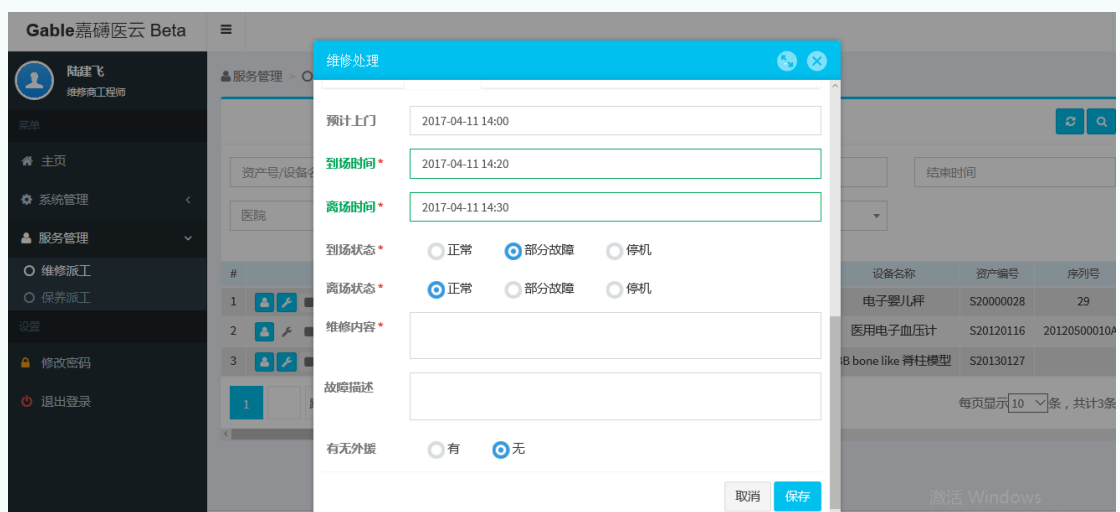 Gable嘉礴医云 Beta
陆建飞
维修商工程师
菜单
主页
系统管理
服务管理
维修派工
保养派工
设置
修改密码
退出登录
服务管理 >
维修处理
预计上门 2017-04-11 14:00
到场时间* 2017-04-11 14:20
离场时间* 2017-04-11 14:30
到场状态* 正常 部分故障 停机
离场状态* 正常 部分故障 停机
维修内容*
故障描述
有无外援 有 无
取消 保存
资产号/设备名
结束时间
医院
# 设备名称 资产编号 序列号
1 电子婴儿秤 S20000028 29
2 医用电子血压计 S20120116 20120500010A
3 3B bone like 脊柱模型 S20130127
1
每页显示 10 条，共计3条
激活 Windows